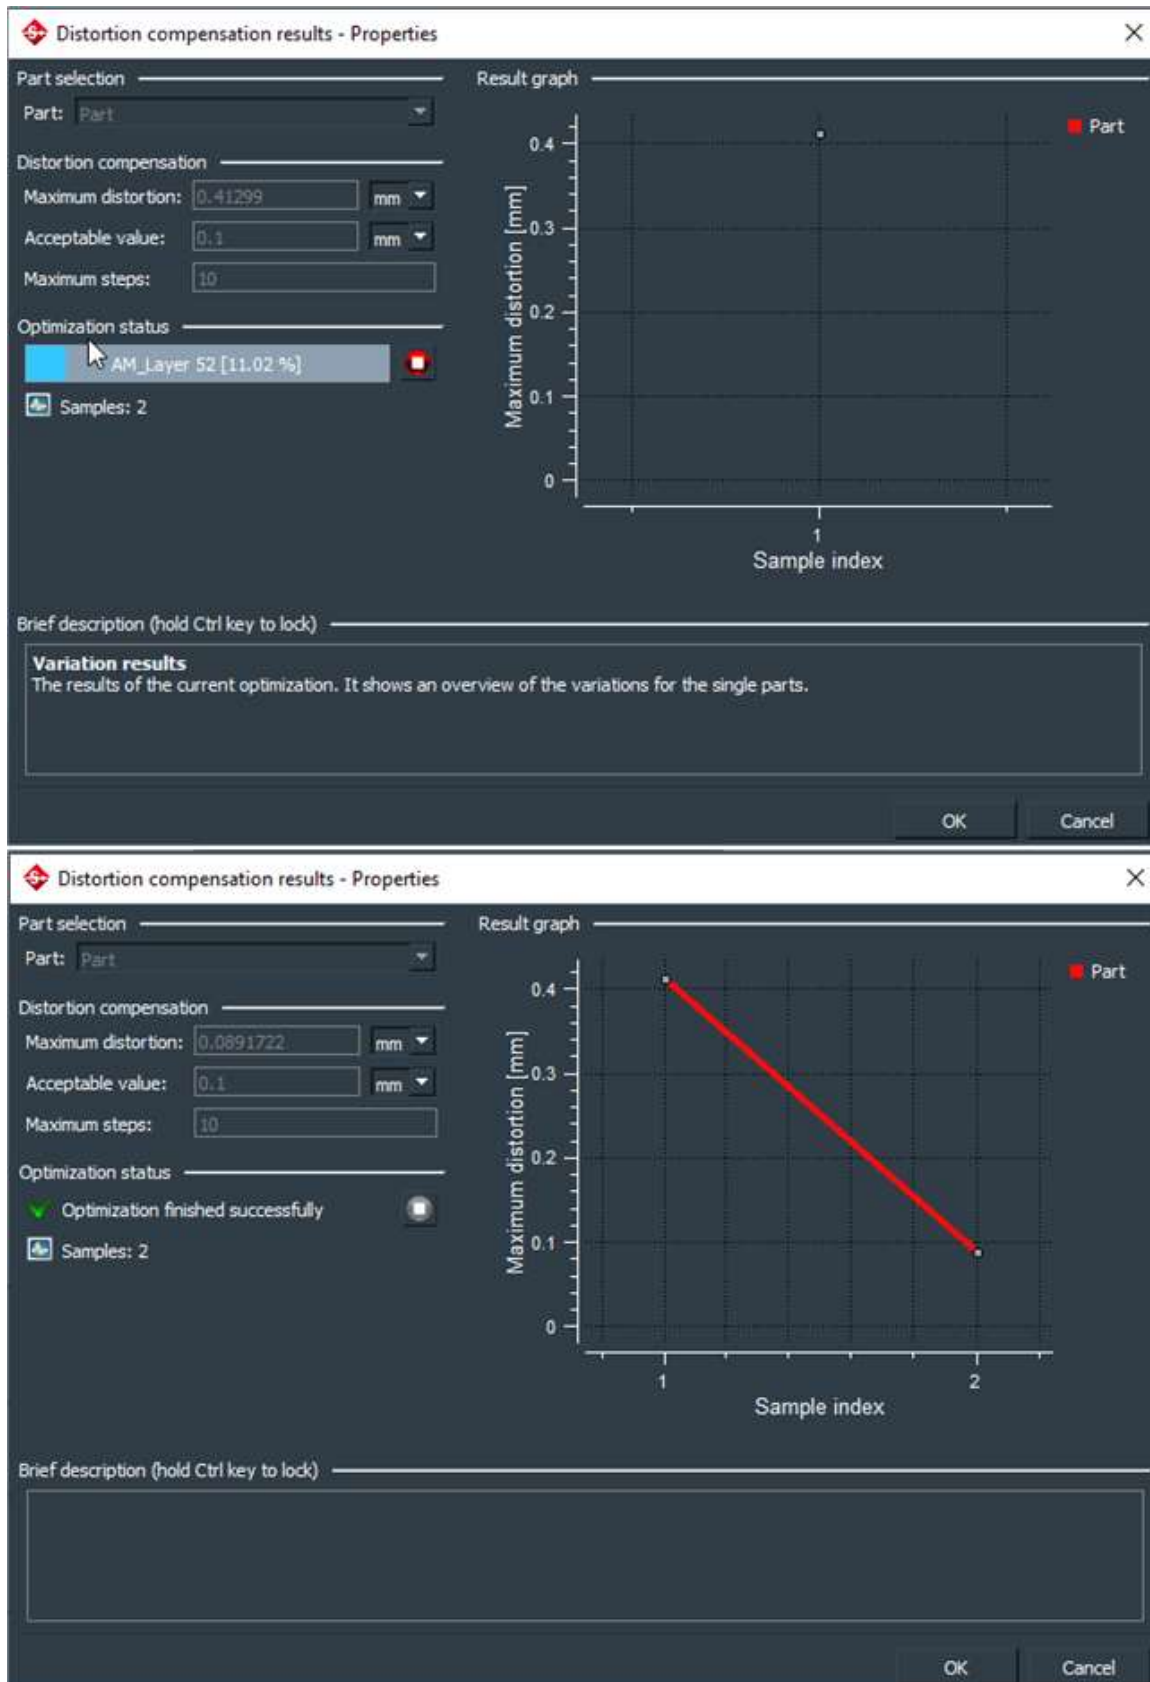 Distortion compensation results - Properties
Part selection
Part: Part
Distortion compensation
Maximum distortion: 0.41299 mm
Acceptable value: 0.1 mm
Maximum steps: 10
Optimization status
AM_Layer 52 [11.02 %]
Samples: 2
Result graph
Part
Maximum distortion [mm]
0.4
0.3
0.2
0.1
0
1
Sample index
Brief description (hold Ctrl key to lock)
Variation results
The results of the current optimization. It shows an overview of the variations for the single parts.
OK Cancel
Distortion compensation results - Properties
Part selection
Part: Part
Distortion compensation
Maximum distortion: 0.0891722 mm
Acceptable value: 0.1 mm
Maximum steps: 10
Optimization status
Optimization finished successfully
Samples: 2
Result graph
Part
Maximum distortion [mm]
0.4
0.3
0.2
0.1
0
1 2
Sample index
Brief description (hold Ctrl key to lock)
OK Cancel